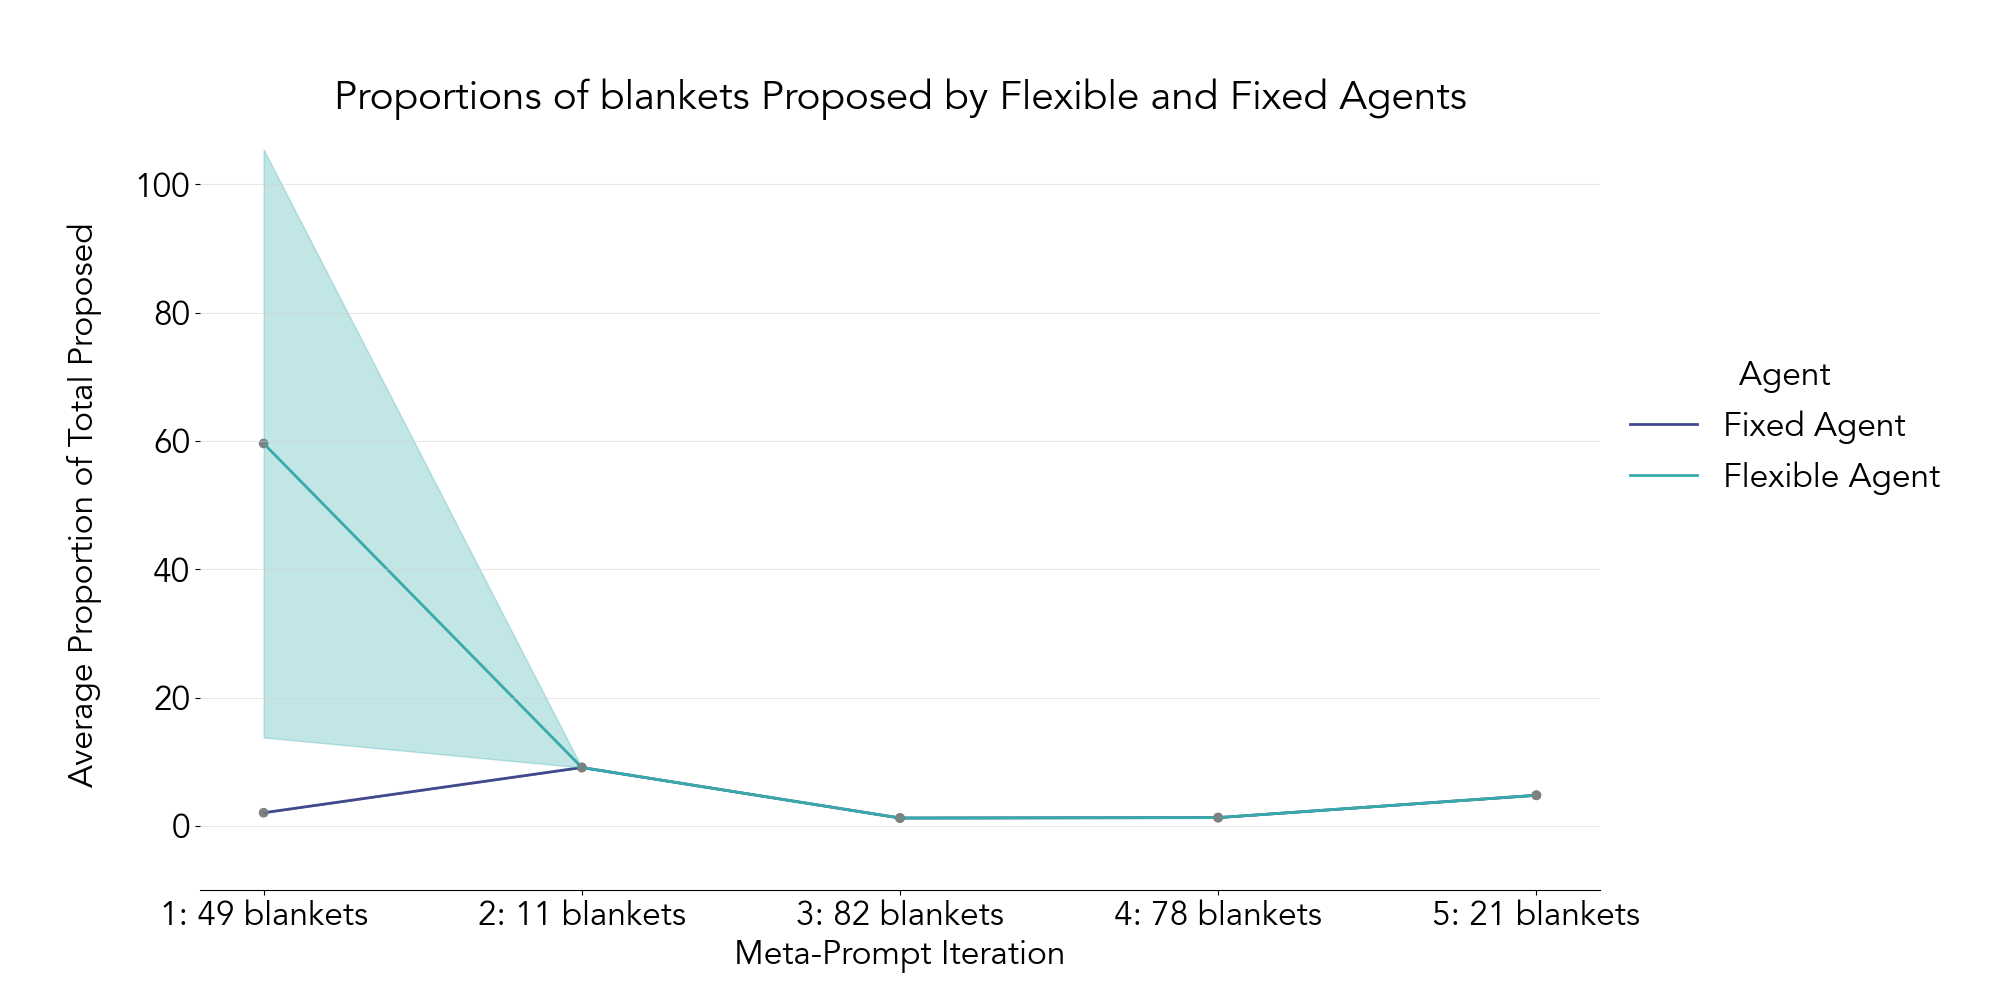 Proportions of blankets Proposed by Flexible and Fixed Agents
Average Proportion of Total Proposed
100
80
60
40
20
0
1: 49 blankets
2: 11 blankets
3: 82 blankets
4: 78 blankets
5: 21 blankets
Meta-Prompt Iteration
Agent
Fixed Agent
Flexible Agent